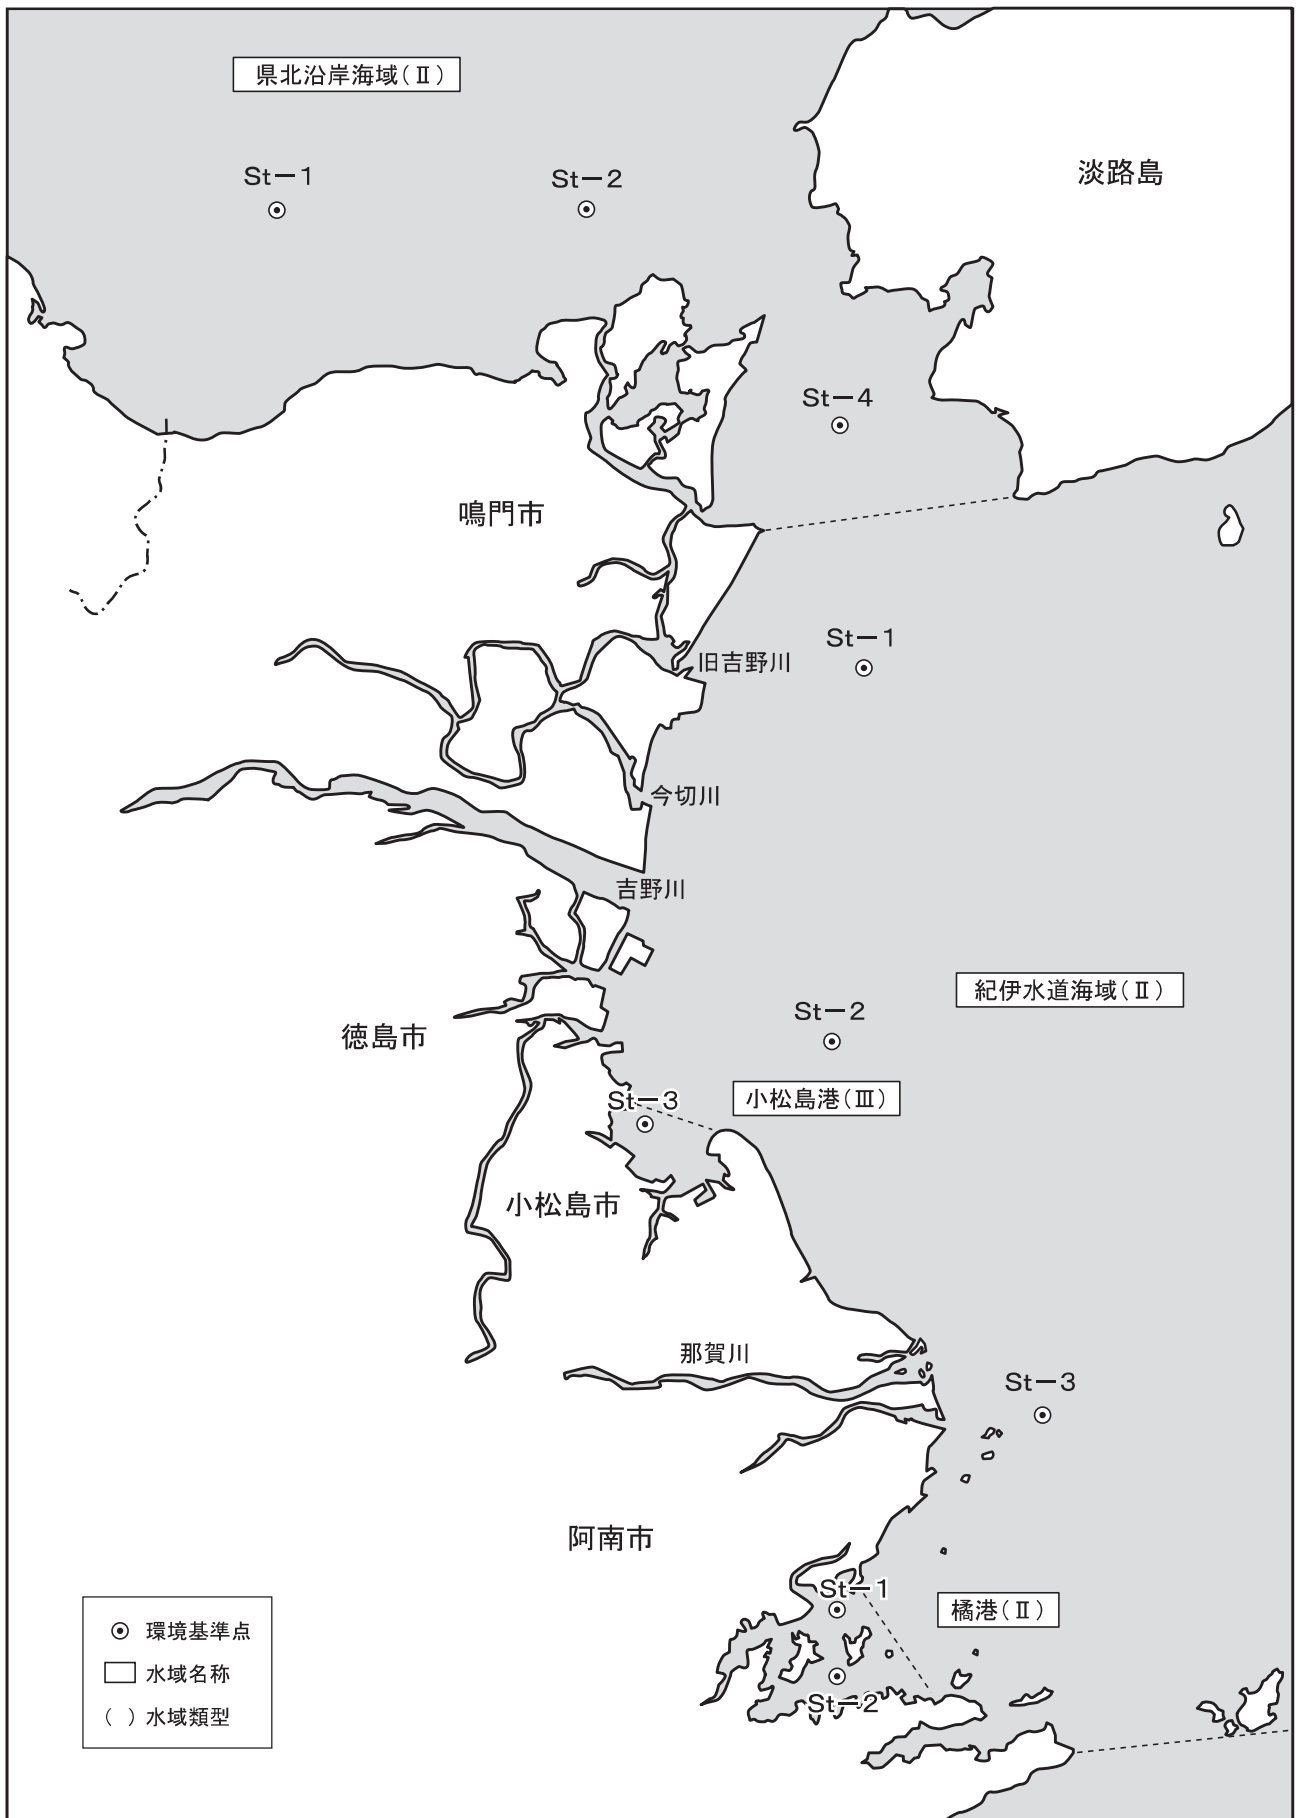 県北沿岸海域(Ⅱ)
St－1
St－2
淡路島
St－4
鳴門市
St－1
旧吉野川
今切川
吉野川
紀伊水道海域(Ⅱ)
St－2
徳島市
小松島港(Ⅲ)
St－3
小松島市
那賀川
St－3
阿南市
St－1
橘港(Ⅱ)
St－2
環境基準点
水域名称
( ) 水域類型